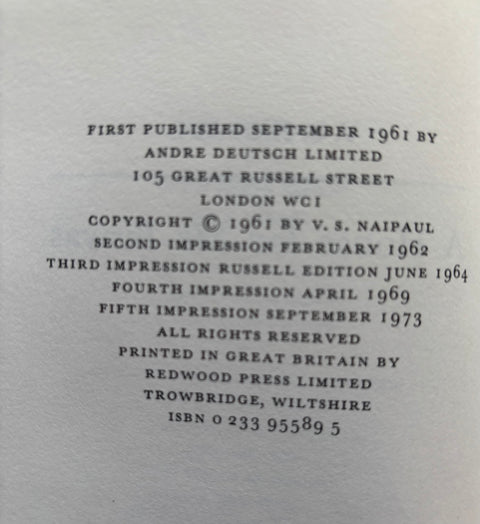 FIRST PUBLISHED SEPTEMBER 1961 BY
ANDRE DEUTSCH LIMITED
105 GREAT RUSSELL STREET
LONDON WC1
COPYRIGHT © 1961 BY V. S. NAIPAUL
SECOND IMPRESSION FEBRUARY 1962
THIRD IMPRESSION RUSSELL EDITION JUNE 1964
FOURTH IMPRESSION APRIL 1969
FIFTH IMPRESSION SEPTEMBER 1973
ALL RIGHTS RESERVED
PRINTED IN GREAT BRITAIN BY
REDWOOD PRESS LIMITED
TROWBRIDGE, WILTSHIRE
ISBN 0 233 95589 5